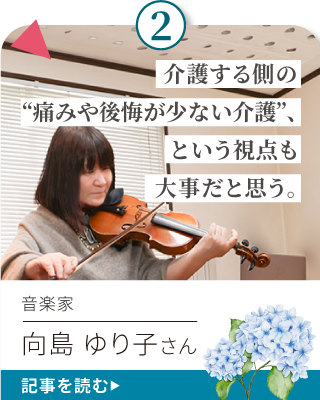 2
介護する側の
“痛みや後悔が少ない介護”、
という視点も
大事だと思う。
音楽家
向島 ゆり子さん
記事を読む▶